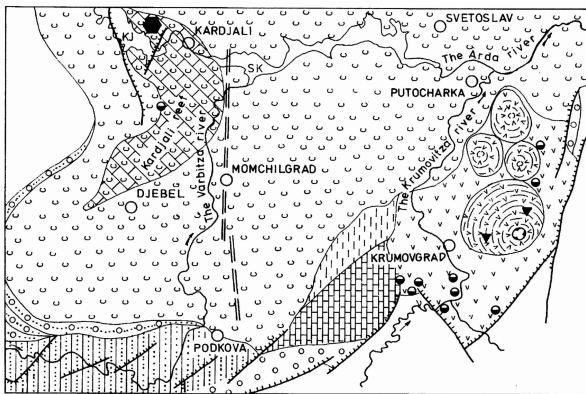 KJ
KARDJALI
SVETOSLAV
The Arda river
SK
PUTOCHARKA
Kardjali reef
The Varbitza river
The Krumovitza river
MOMCHILGRAD
DJEBEL
KRUMOVGRAD
PODKOVA